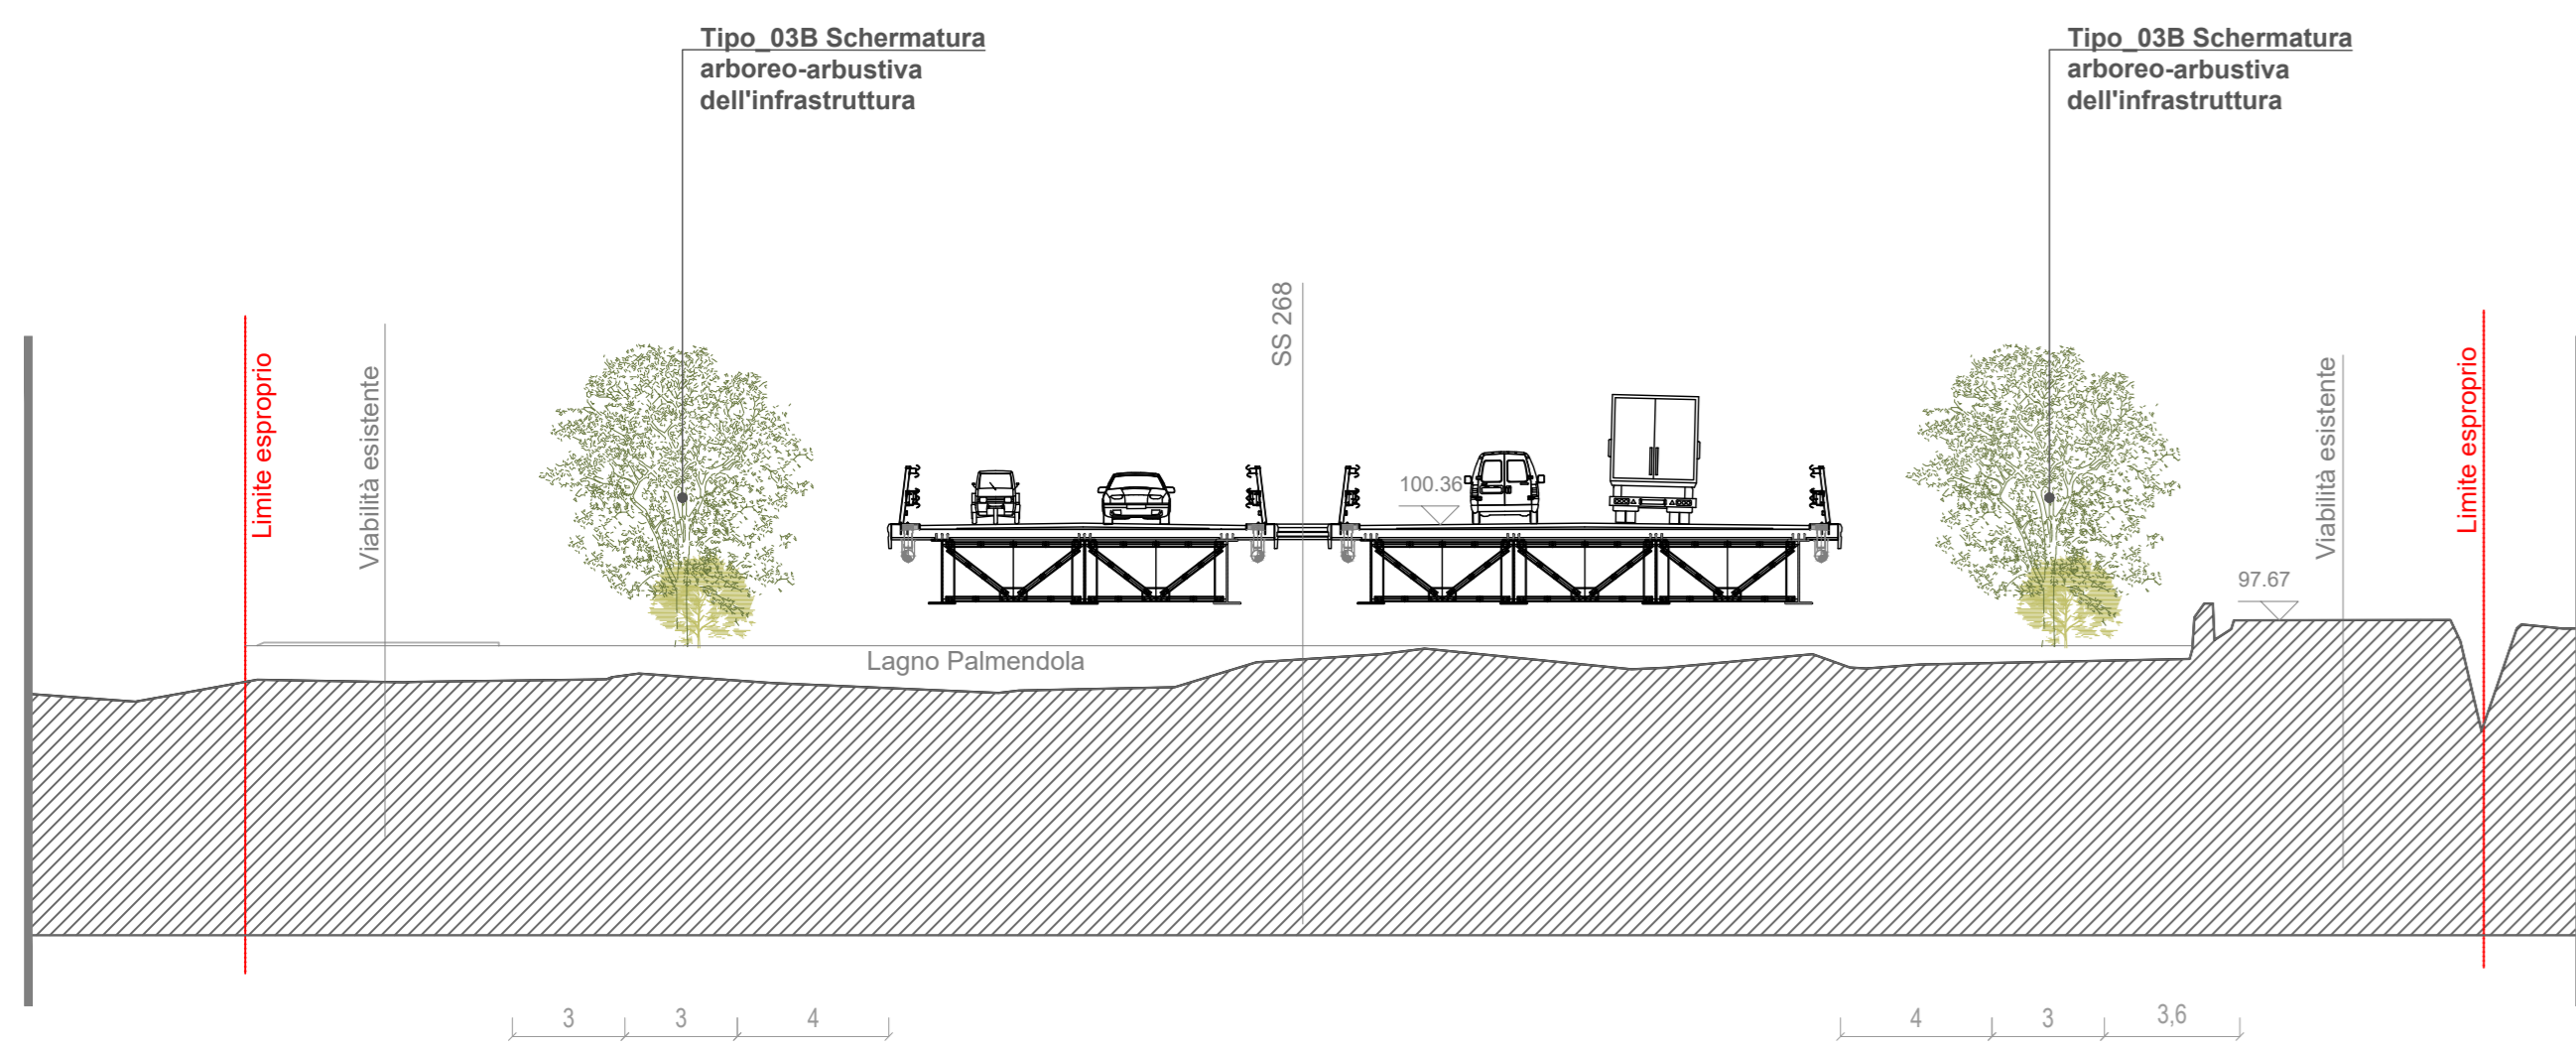 Tipo_03B Schermatura
arboreo-arbustiva
dell'infrastruttura
Tipo_03B Schermatura
arboreo-arbustiva
dell'infrastruttura
Limite esproprio
Viabilità esistente
SS 268
100.36
Viabilità esistente
Limite esproprio
97.67
Lagno Palmendola
3
3
4
4
3
3,6